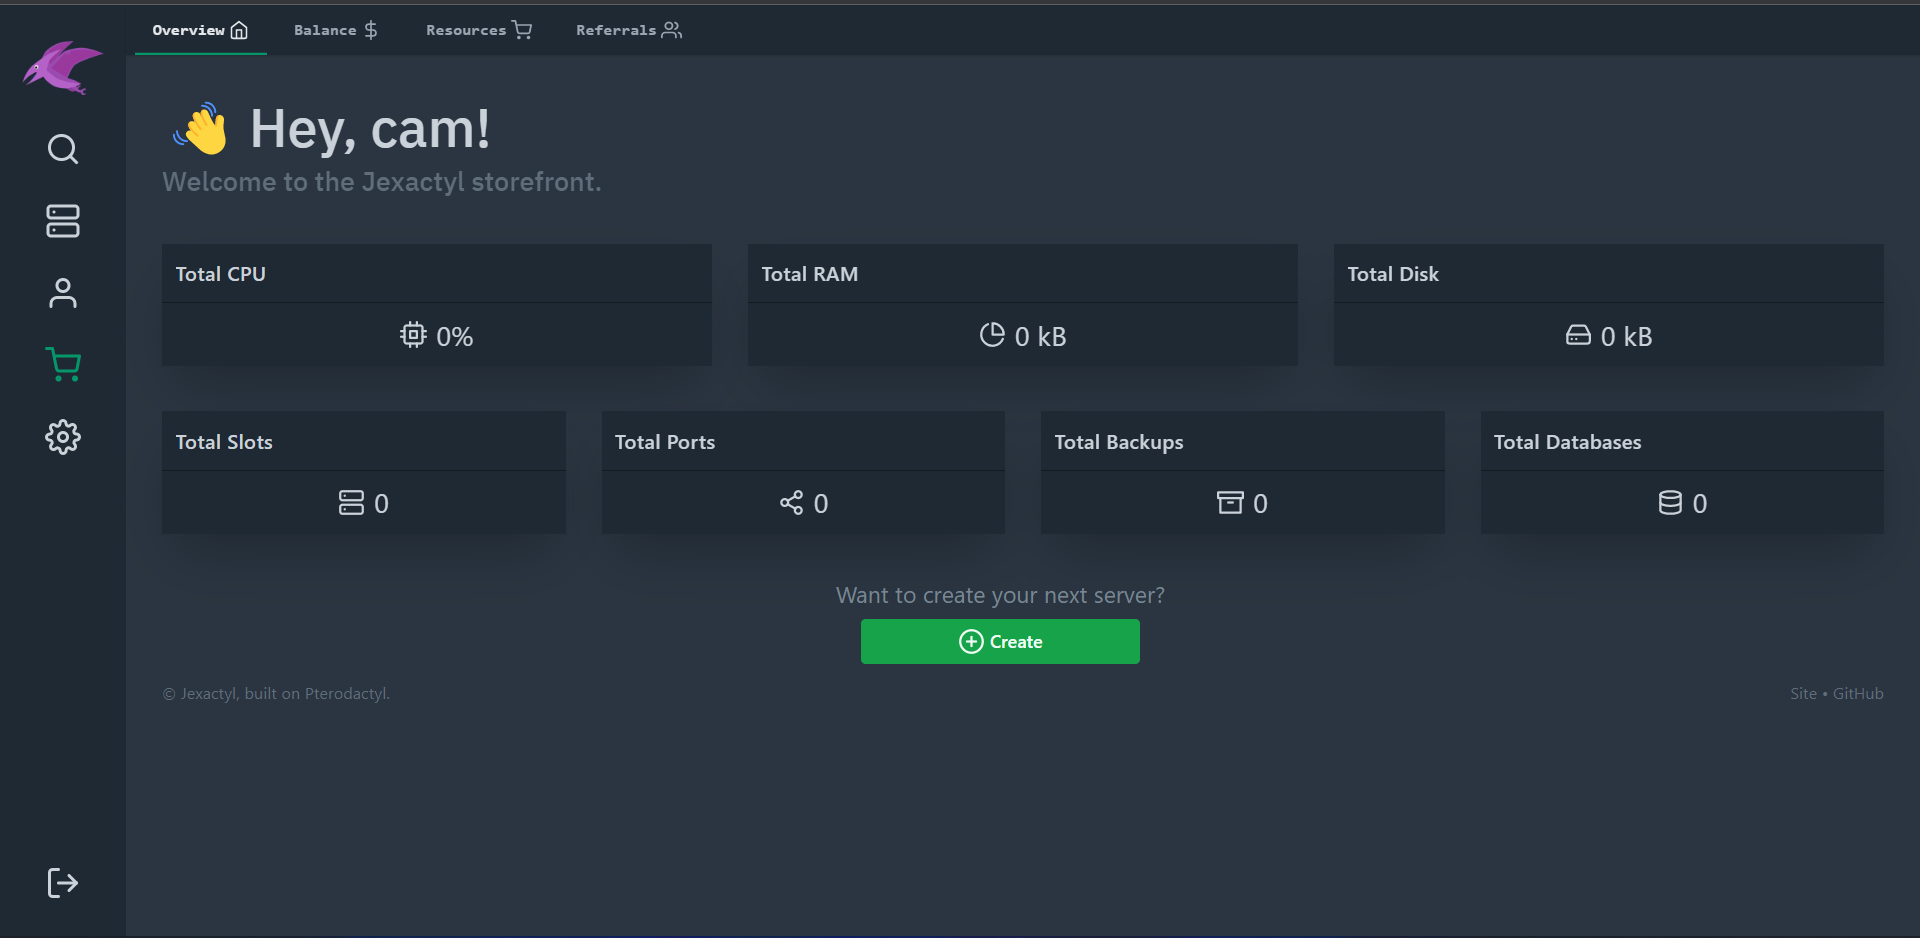 Overview
Balance
Resources
Referrals
Hey, cam!
Welcome to the Jexactyl storefront.
Total CPU
0%
Total RAM
0 kB
Total Disk
0 kB
Total Slots
0
Total Ports
0
Total Backups
0
Total Databases
0
Want to create your next server?
Create
© Jexactyl, built on Pterodactyl.
Site • GitHub